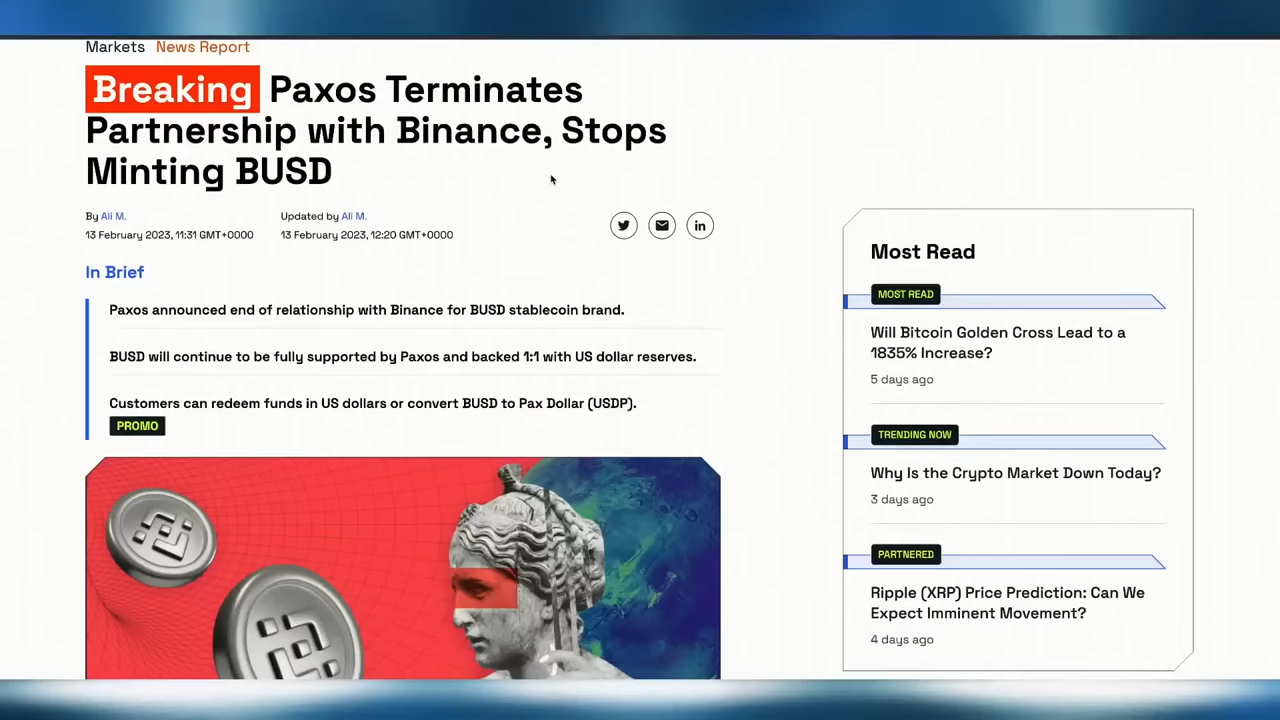 Markets News Report
Breaking Paxos Terminates
Partnership with Binance, Stops
Minting BUSD
By Ali M.
13 February 2023, 11:31 GMT+0000
Updated by Ali M.
13 February 2023, 12:20 GMT+0000
in
In Brief
Paxos announced end of relationship with Binance for BUSD stablecoin brand.
BUSD will continue to be fully supported by Paxos and backed 1:1 with US dollar reserves.
Customers can redeem funds in US dollars or convert BUSD to Pax Dollar (USDP).
PROMO
Most Read
MOST READ
Will Bitcoin Golden Cross Lead to a
1835% Increase?
5 days ago
TRENDING NOW
Why Is the Crypto Market Down Today?
3 days ago
PARTNERED
Ripple (XRP) Price Prediction: Can We
Expect Imminent Movement?
4 days ago